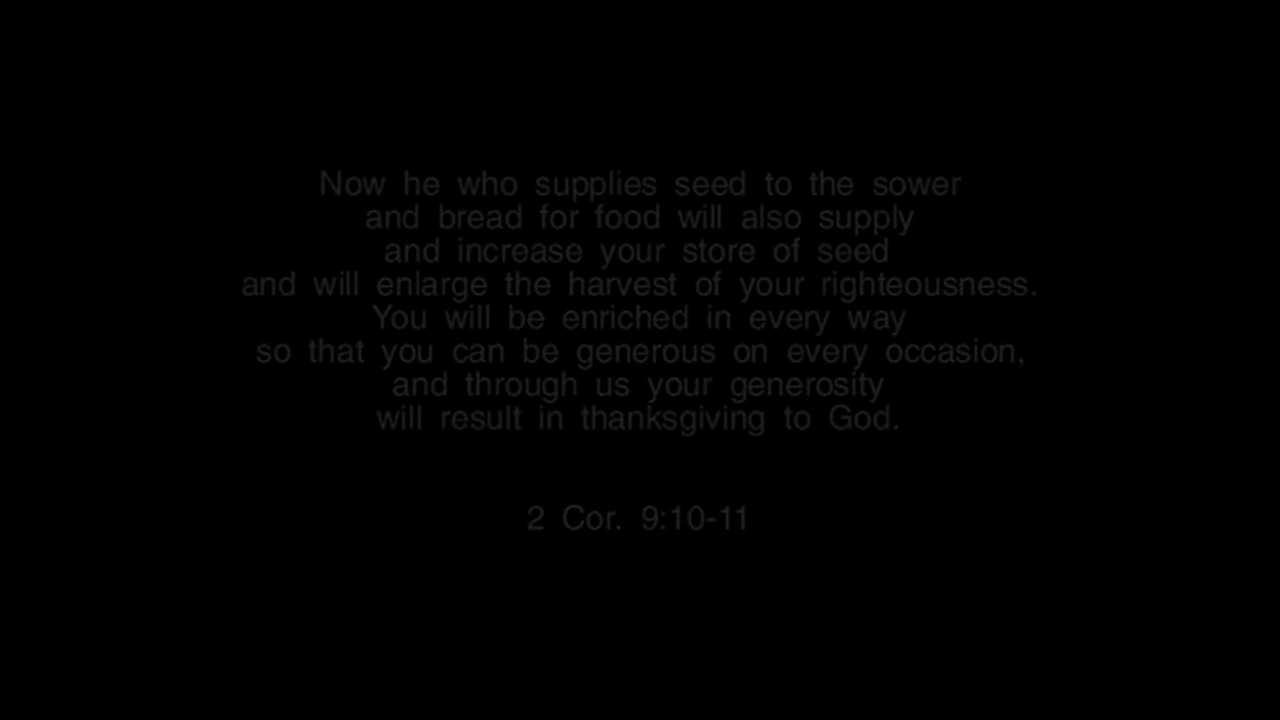 Now he who supplies seed to the sower
and bread for food will also supply
and increase your store of seed
and will enlarge the harvest of your righteousness.
You will be enriched in every way
so that you can be generous on every occasion,
and through us your generosity
will result in thanksgiving to God.
2 Cor. 9:10-11